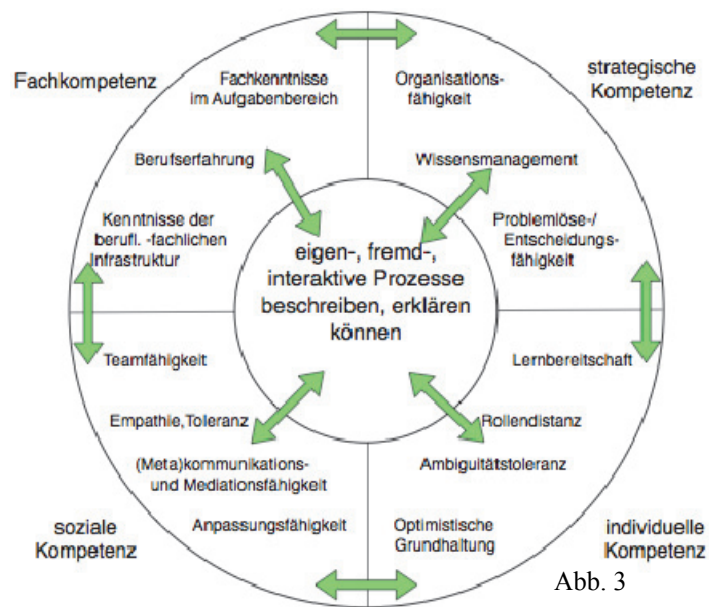 Fachkompetenz
Fachkenntnisse
im Aufgabenbereich
Berufserfahrung
Kenntnisse der
berufl. -fachlichen
Infrastruktur
strategische
Kompetenz
Organisations-
fähigkeit
Wissensmanagement
Problemlöse-/
Entscheidungs-
fähigkeit
eigen-, fremd-,
interaktive Prozesse
beschreiben, erklären
können
Teamfähigkeit
Empathie,Toleranz
(Meta)kommunikations-
und Mediationsfähigkeit
Anpassungsfähigkeit
soziale
Kompetenz
Lernbereitschaft
Rollendistanz
Ambiguitätstoleranz
Optimistische
Grundhaltung
individuelle
Kompetenz
Abb. 3